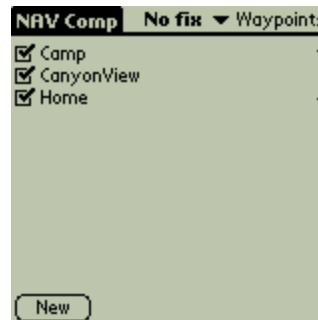 NAV Comp No fix Waypoints
Camp
CanyonView
Home
New